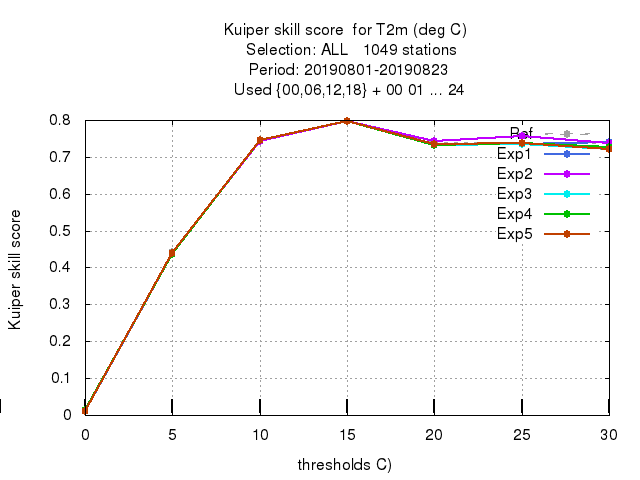 Kuiper skill score for T2m (deg C)
Selection: ALL 1049 stations
Period: 20190801-20190823
Used {00,06,12,18} + 00 01 ... 24
Kuiper skill score
0.8
0.7
0.6
0.5
0.4
0.3
0.2
0.1
0
Ref
Exp1
Exp2
Exp3
Exp4
Exp5
0 5 10 15 20 25 30
thresholds C)